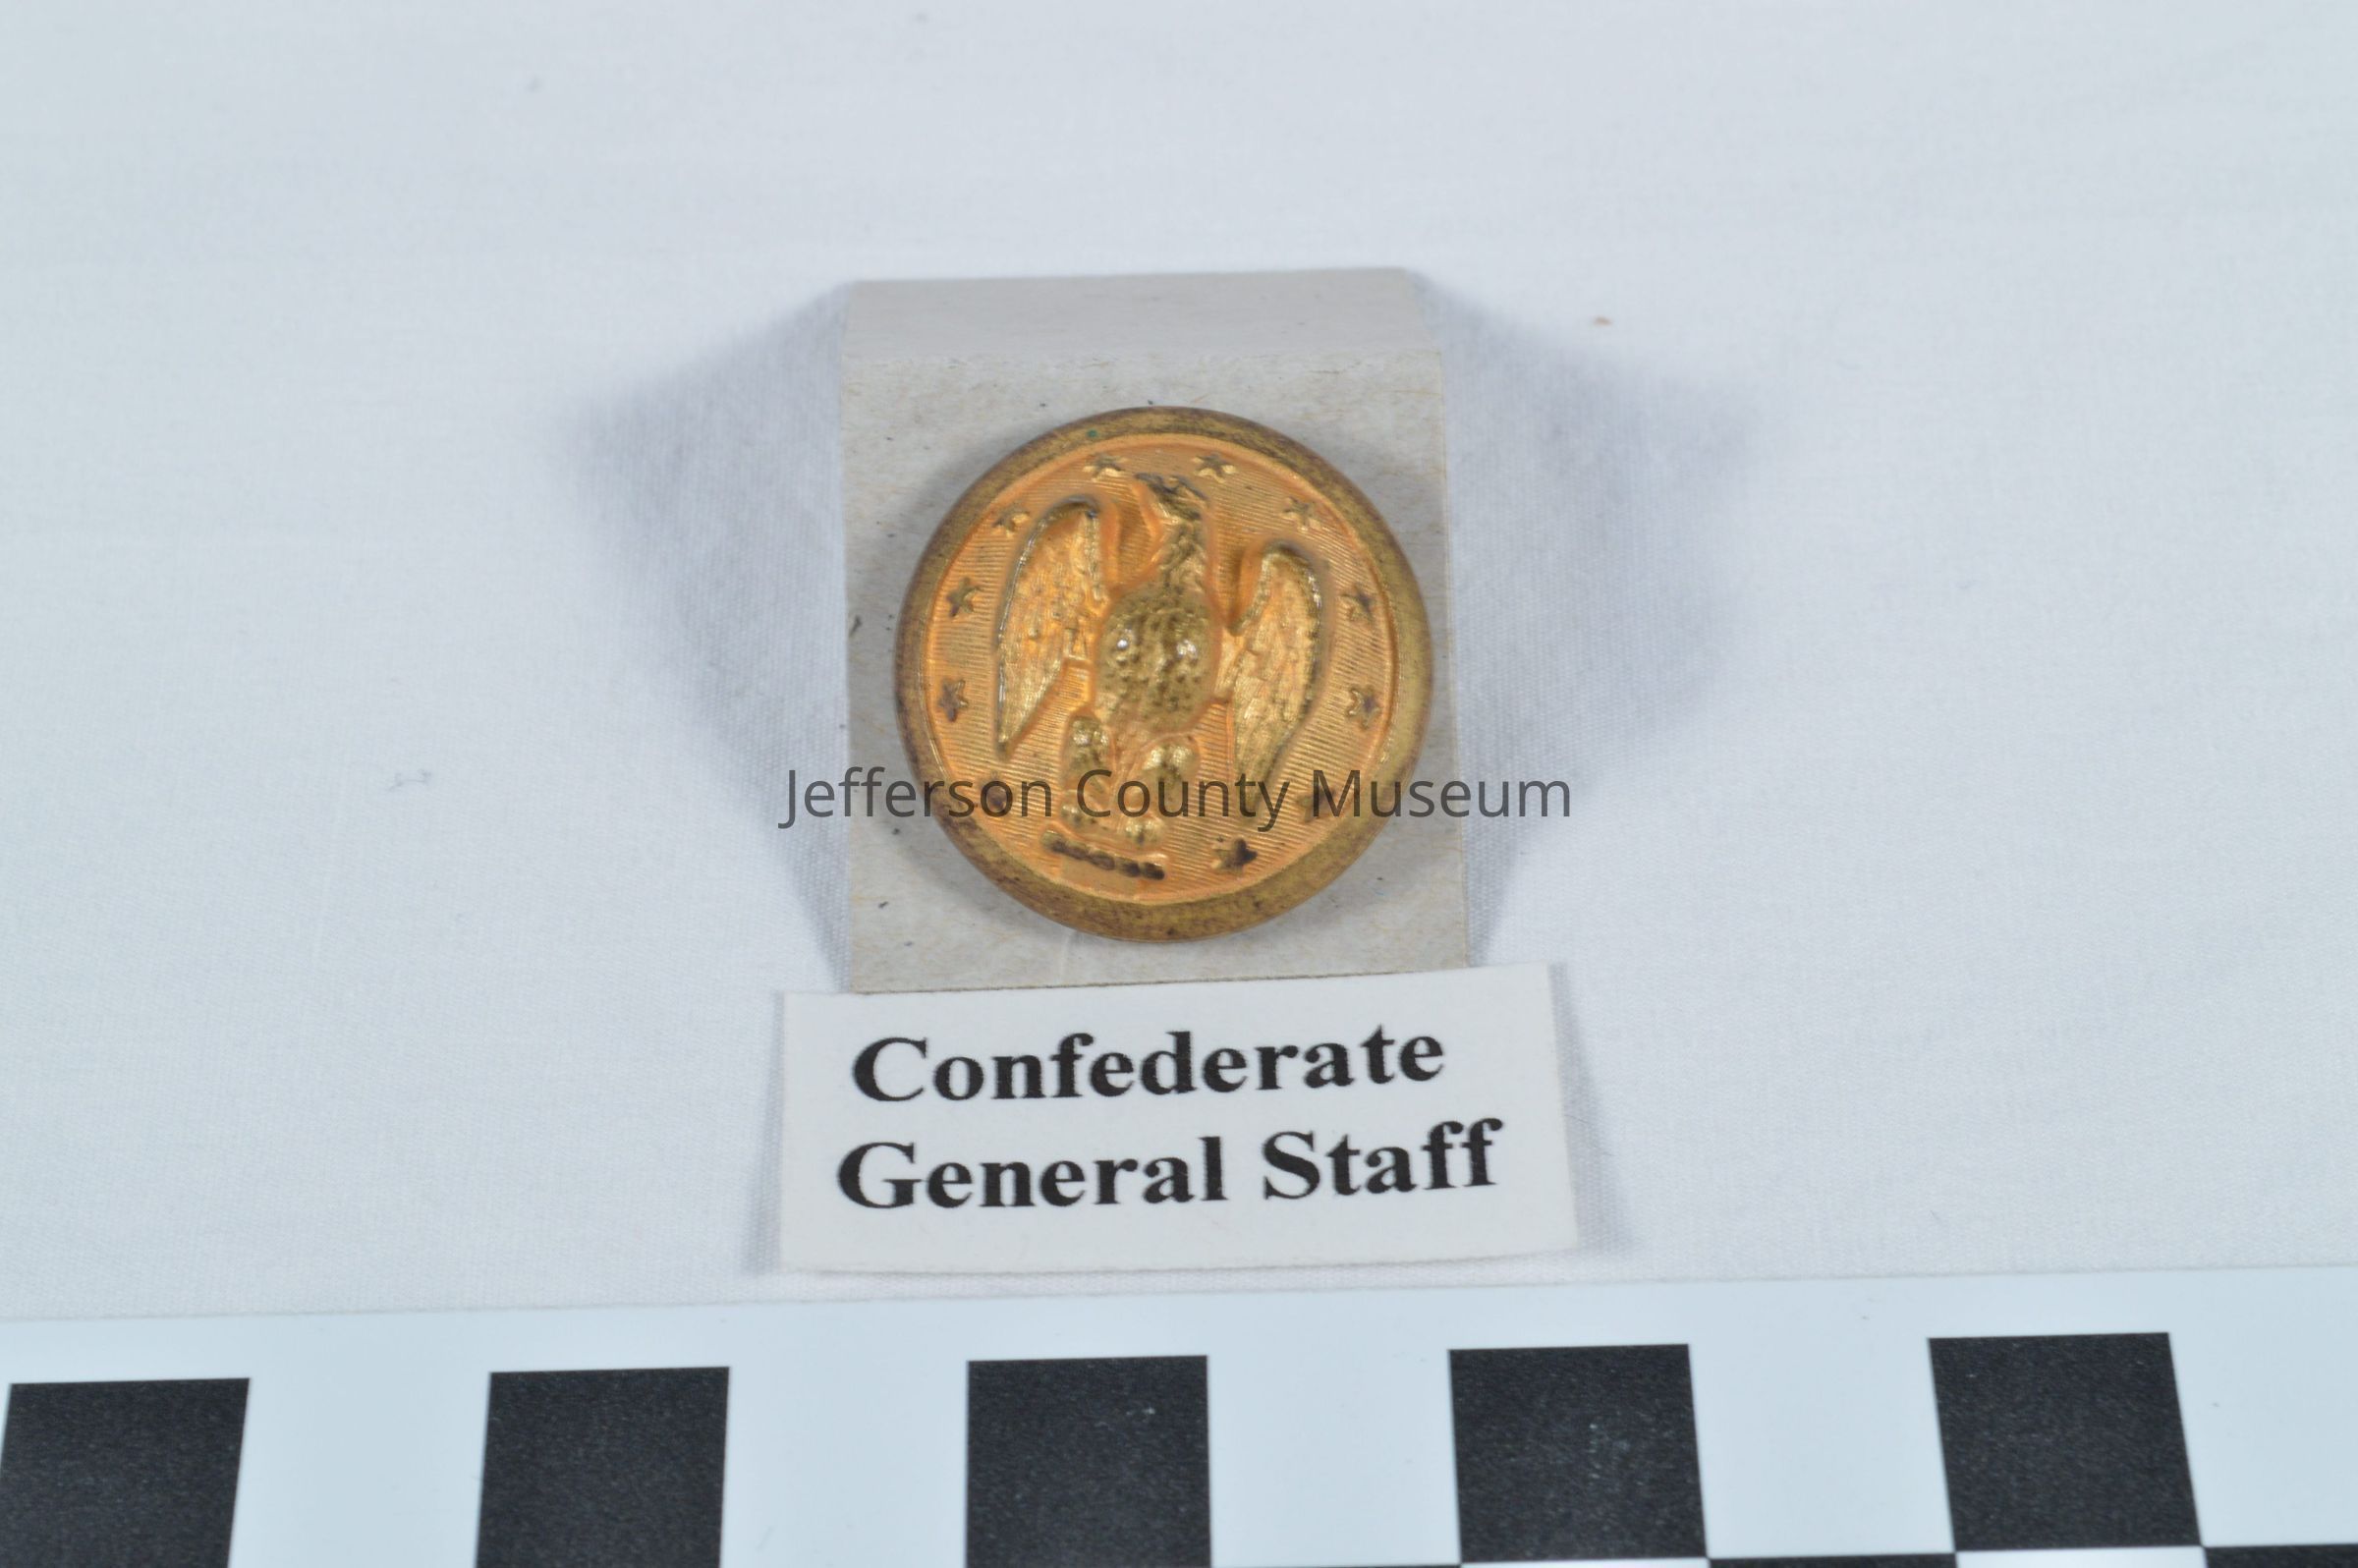 Jefferson County Museum
Confederate
General Staff